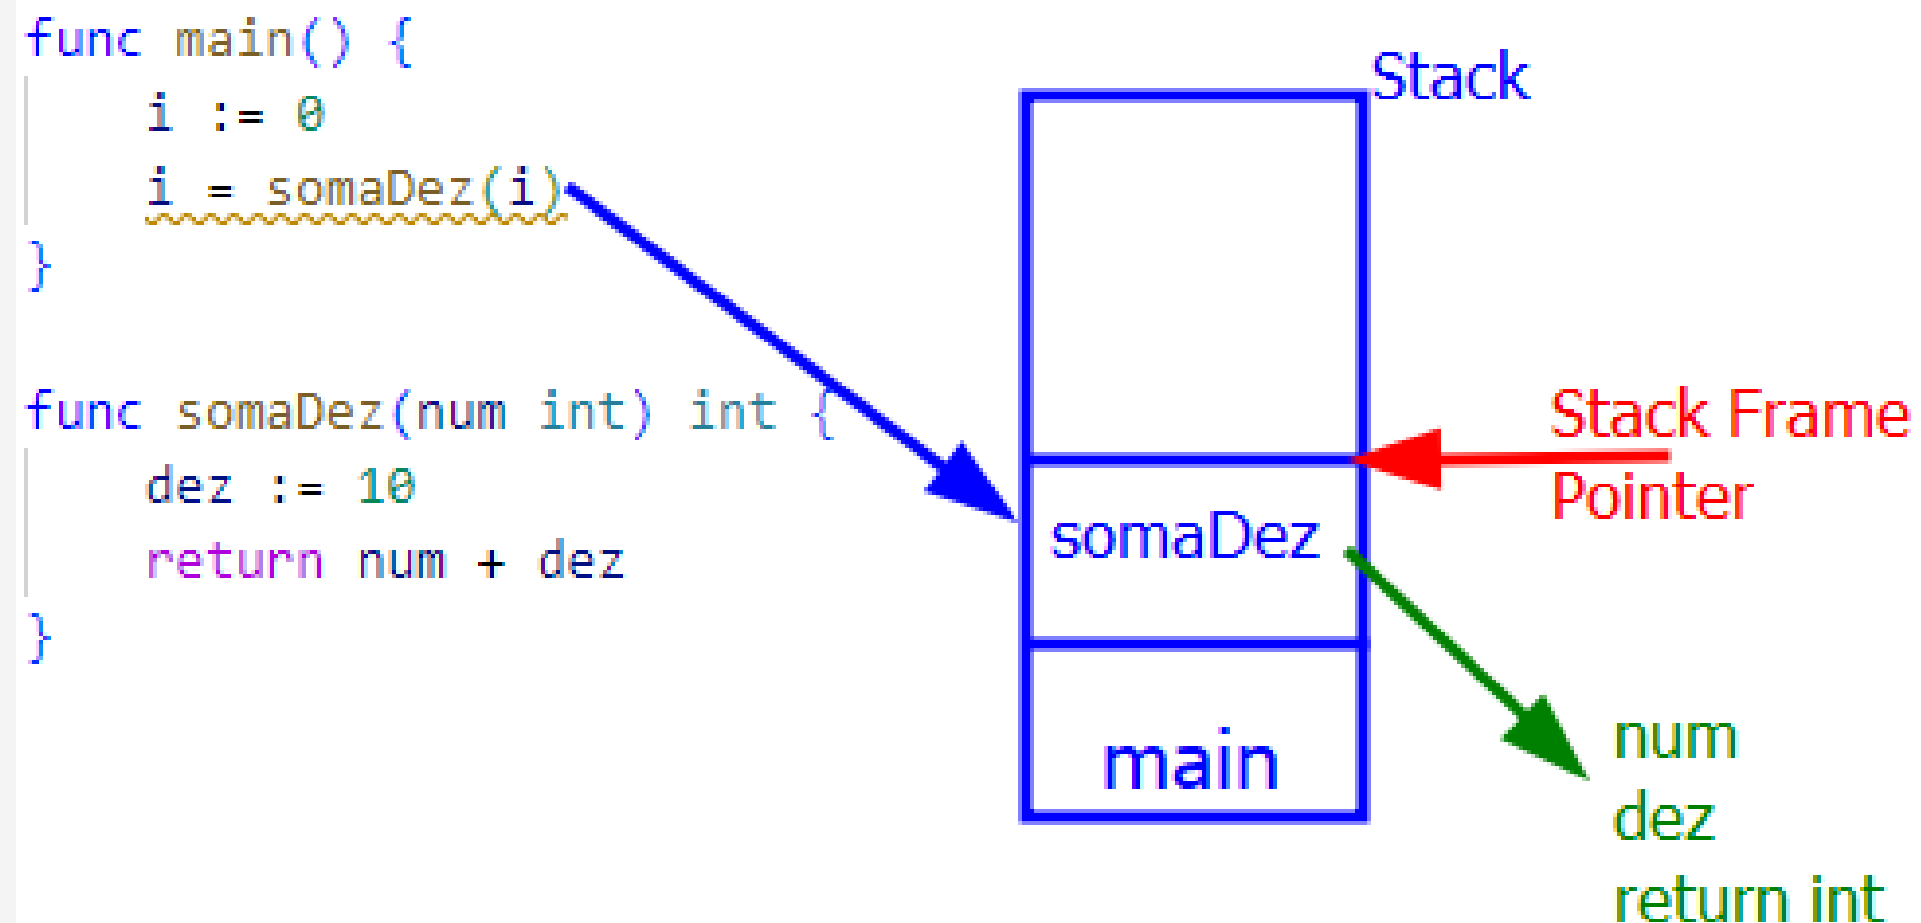 func main() {
i := 0
i = somaDez(i)
}
func somaDez(num int) int {
dez := 10
return num + dez
}
Stack
somaDez
main
Stack Frame
Pointer
num
dez
return int